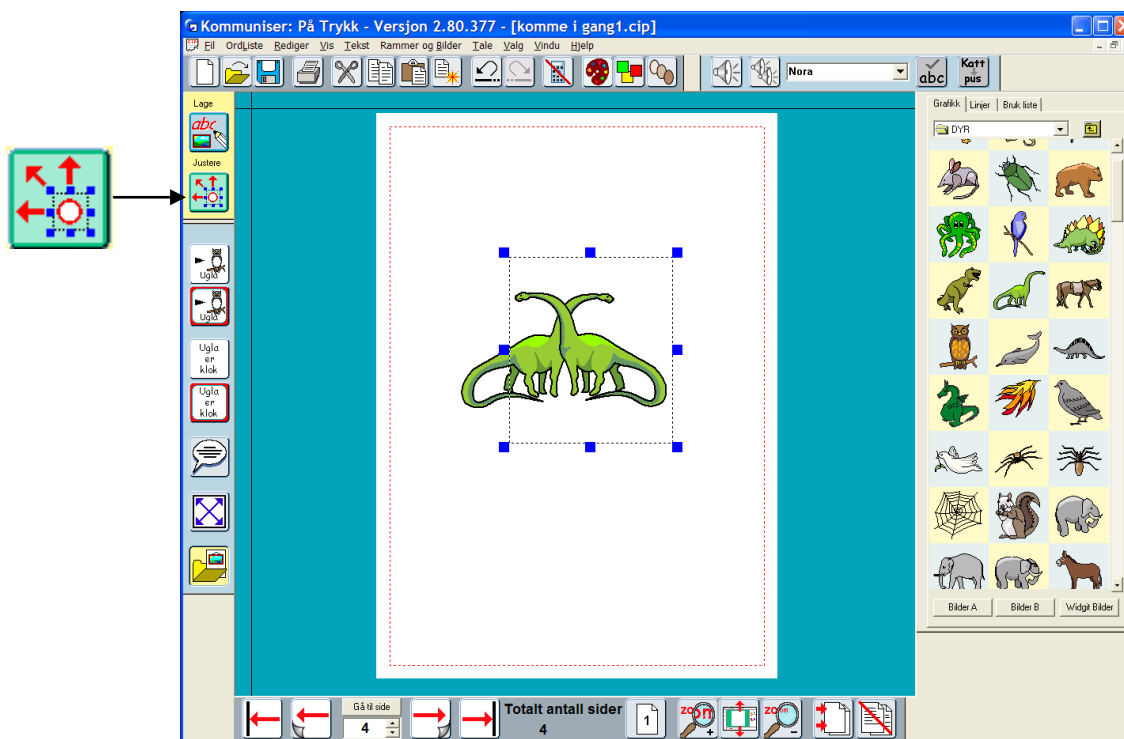 Kommuniser: På Trykk - Versjon 2.80.377 - [komme i gang1.cip]
Fil OrdListe Rediger Vis Tekst Rammer og Bilder Tale Valg Vindu Hjelp
Nora
abc
Katt
pus
Lage
abc
Justere
Ugla
Ugla
Ugla
er
klok
Ugla
er
klok
Grafikk Linjer Bruk liste
DYR
Bilder A Bilder B Widgit Bilder
Gå til side
4
Totalt antall sider
4
1
zoom
+
zoom
-